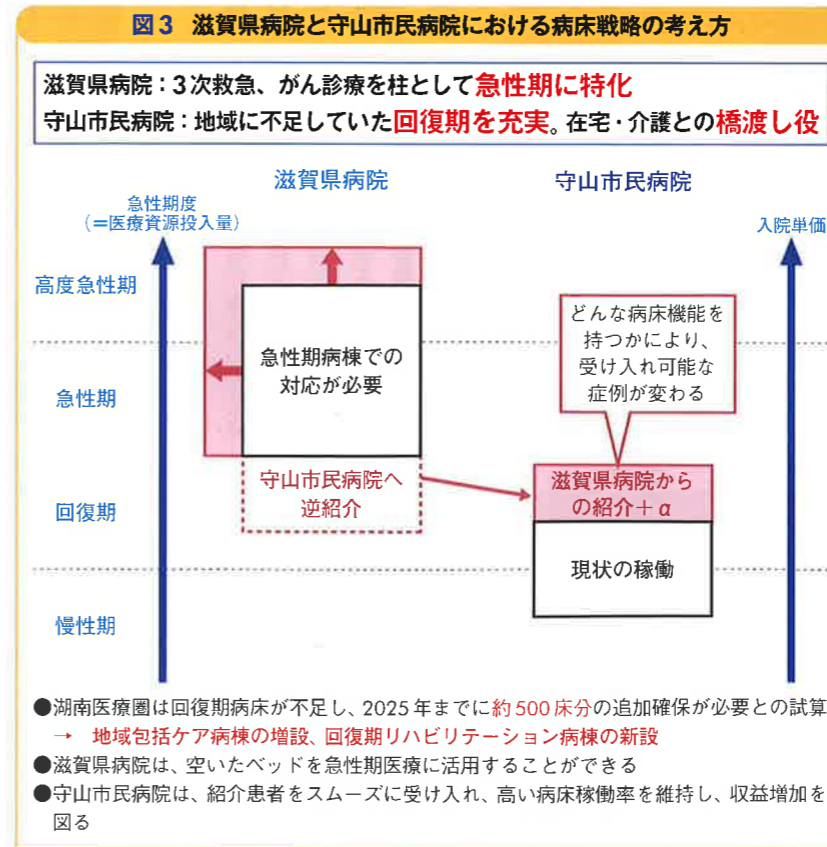 図3 滋賀県病院と守山市民病院における病床戦略の考え方
滋賀県病院：3次救急、がん診療を柱として急性期に特化
守山市民病院：地域に不足していた回復期を充実。在宅・介護との橋渡し役
滋賀県病院
守山市民病院
急性期度
（＝医療資源投入量）
入院単価
高度急性期
急性期
回復期
慢性期
急性期病棟での
対応が必要
守山市民病院へ
逆紹介
どんな病床機能を
持つかにより、
受け入れ可能な
症例が変わる
滋賀県病院から
の紹介＋α
現状の稼働
●湖南医療圏は回復期病床が不足し、2025年までに約500床分の追加確保が必要との試算
→ 地域包括ケア病棟の増設、回復期リハビリテーション病棟の新設
●滋賀県病院は、空いたベッドを急性期医療に活用することができる
●守山市民病院は、紹介患者をスムーズに受け入れ、高い病床稼働率を維持し、収益増加を
図る